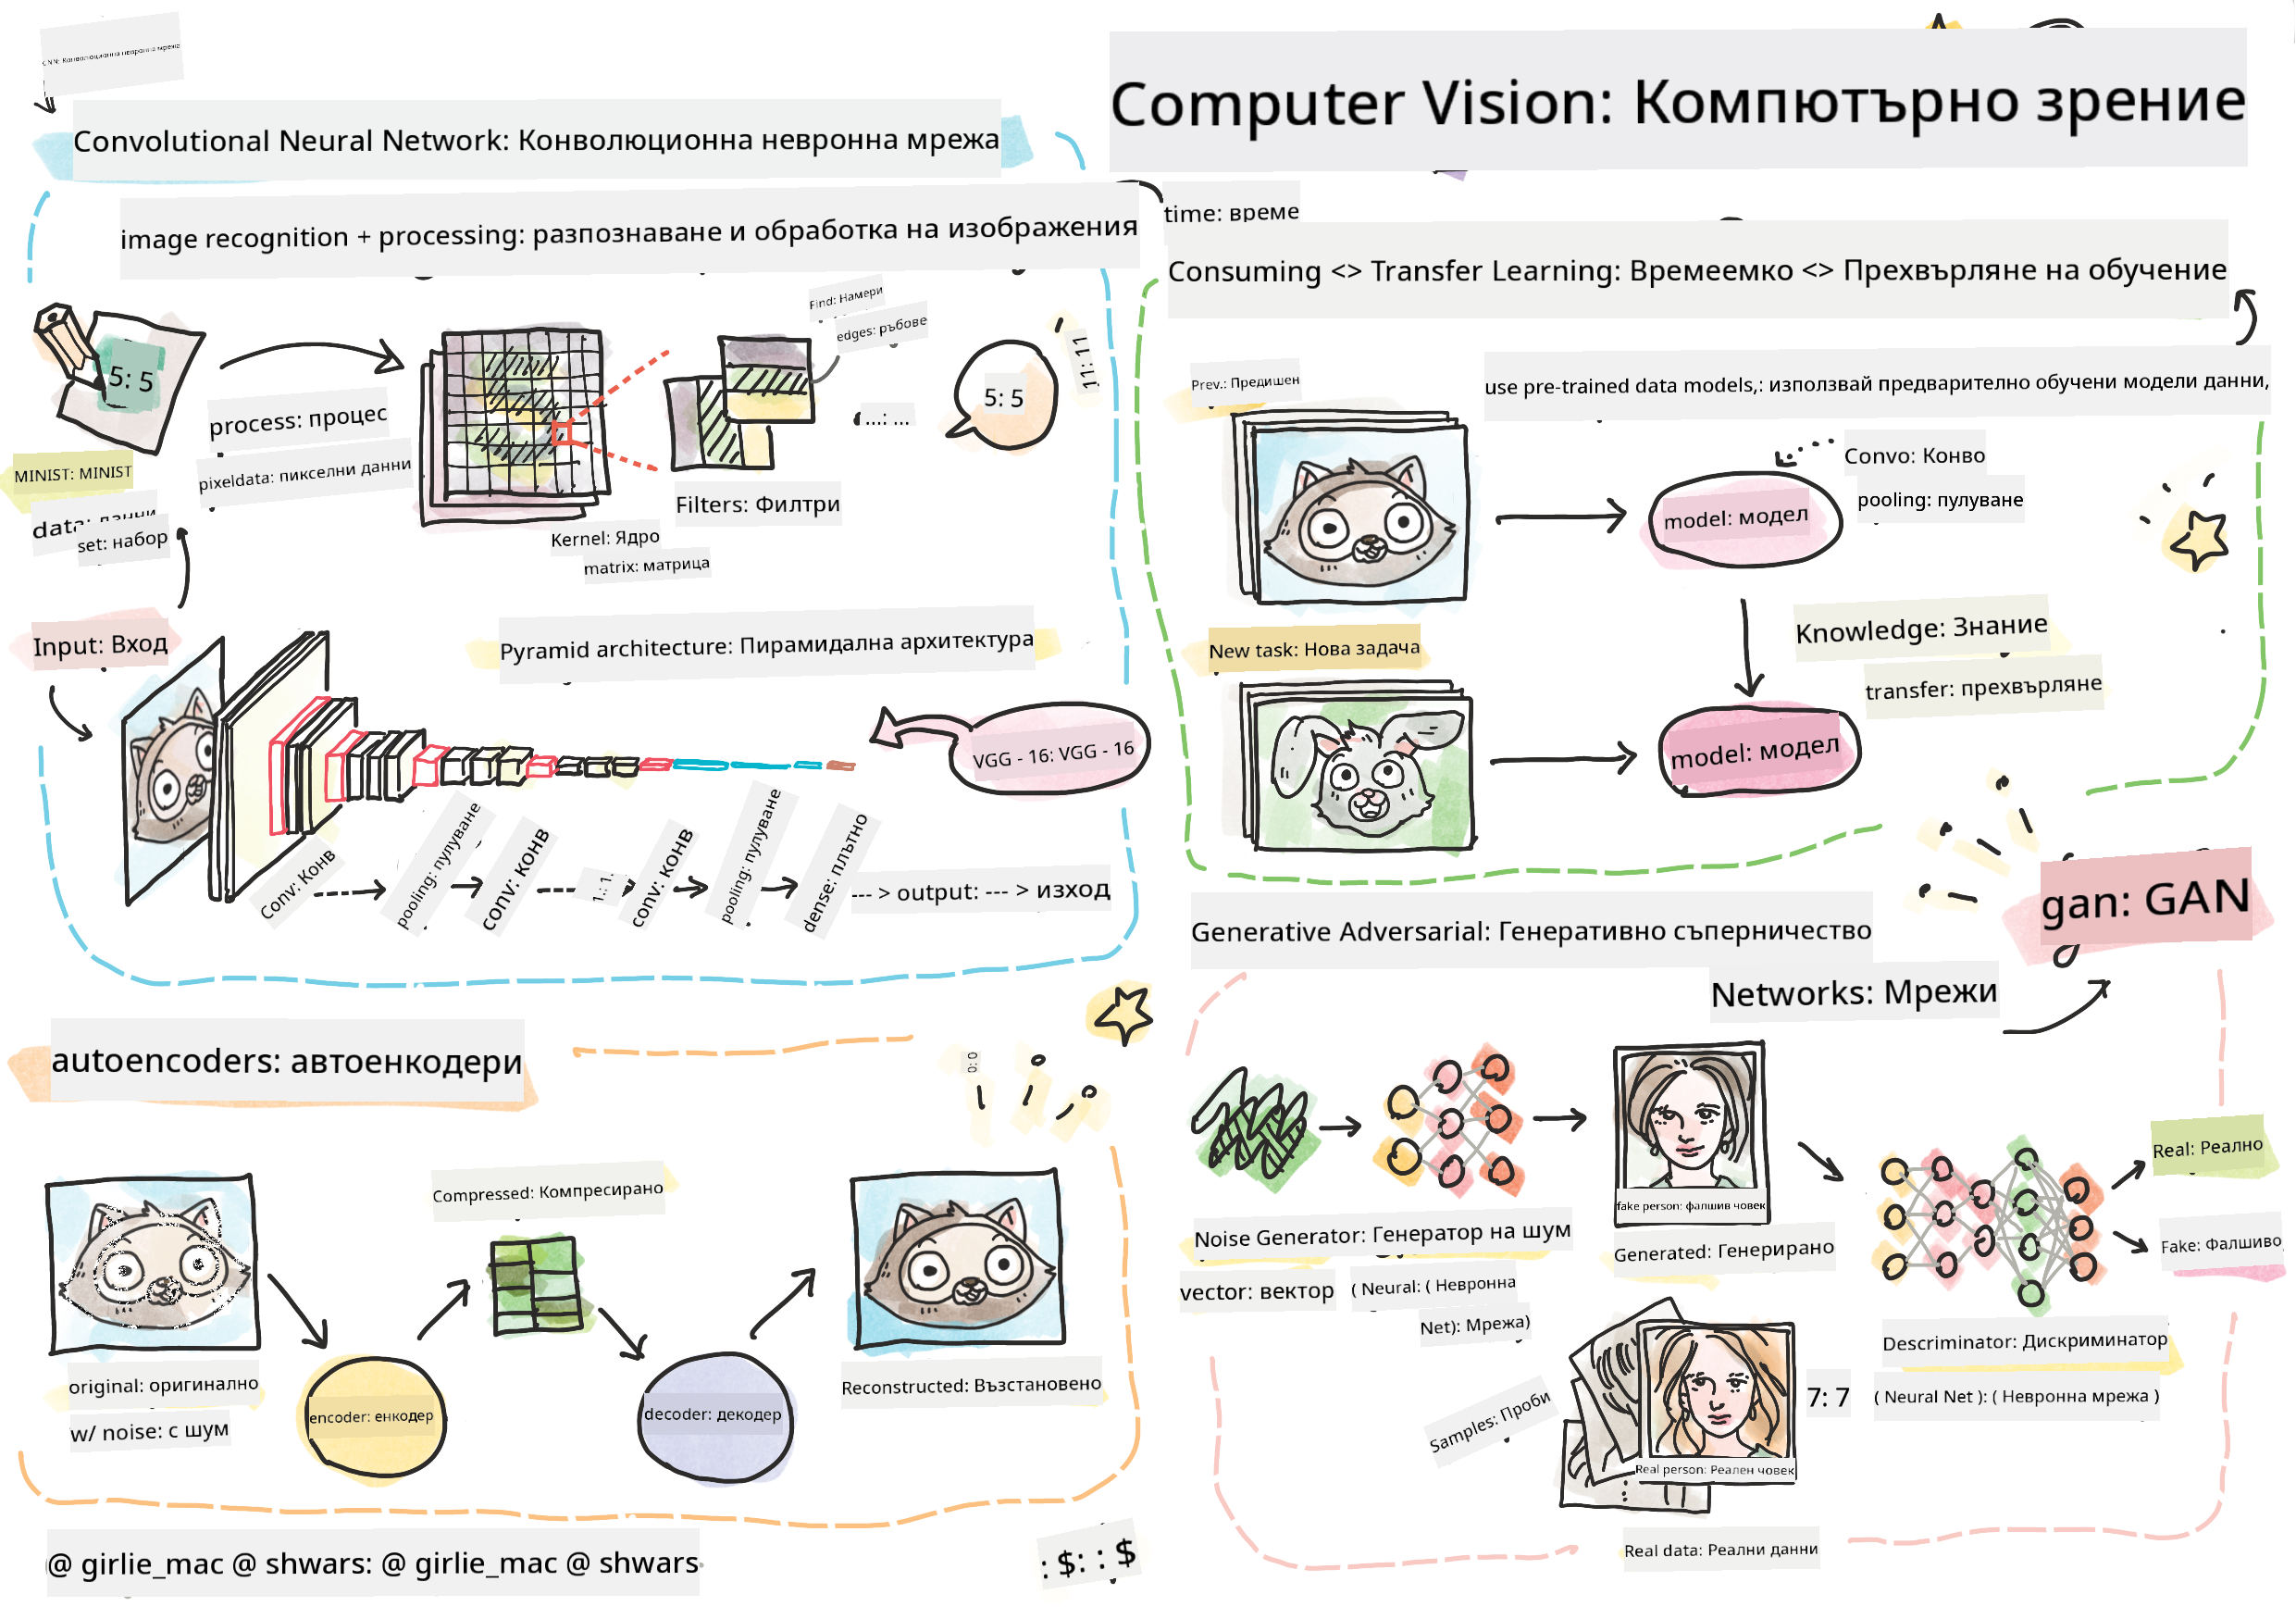 CNN: Конволюционна невронна мрежа
Convolutional Neural Network: Конволюционна невронна мрежа
image recognition + processing: разпознаване и обработка на изображения
5: 5
process: процес
pixeldata: пикселни данни
MINIST: MINIST
data: данни
set: набор
Find: Намери
edges: ръбове
Filters: Филтри
Kernel: Ядро
matrix: матрица
...: ...
5: 5
11: 11
Input: Вход
Pyramid architecture: Пирамидална архитектура
VGG - 16: VGG - 16
Conv: Конв
pooling: пулуване
conv: конв
1.: 1.
conv: конв
pooling: пулуване
dense: плътно
--- > output: --- > изход
Computer Vision: Компютърно зрение
time: време
Consuming <> Transfer Learning: Времеемко <> Прехвърляне на обучение
Prev.: Предишен
use pre-trained data models,: използвай предварително обучени модели данни,
Convo: Конво
pooling: пулуване
model: модел
Knowledge: Знание
transfer: прехвърляне
New task: Нова задача
model: модел
gan: GAN
Generative Adversarial: Генеративно съперничество
Networks: Мрежи
Noise Generator: Генератор на шум
vector: вектор
( Neural: ( Невронна
Net): Мрежа)
fake person: фалшив човек
Generated: Генерирано
Real: Реално
Fake: Фалшиво
Descriminator: Дискриминатор
( Neural Net ): ( Невронна мрежа )
7: 7
Samples: Проби
Real person: Реален човек
Real data: Реални данни
autoencoders: автоенкодери
0: 0
Compressed: Компресирано
original: оригинално
w/ noise: с шум
encoder: енкодер
decoder: декодер
Reconstructed: Възстановено
@ girlie_mac @ shwars: @ girlie_mac @ shwars
: $: : $